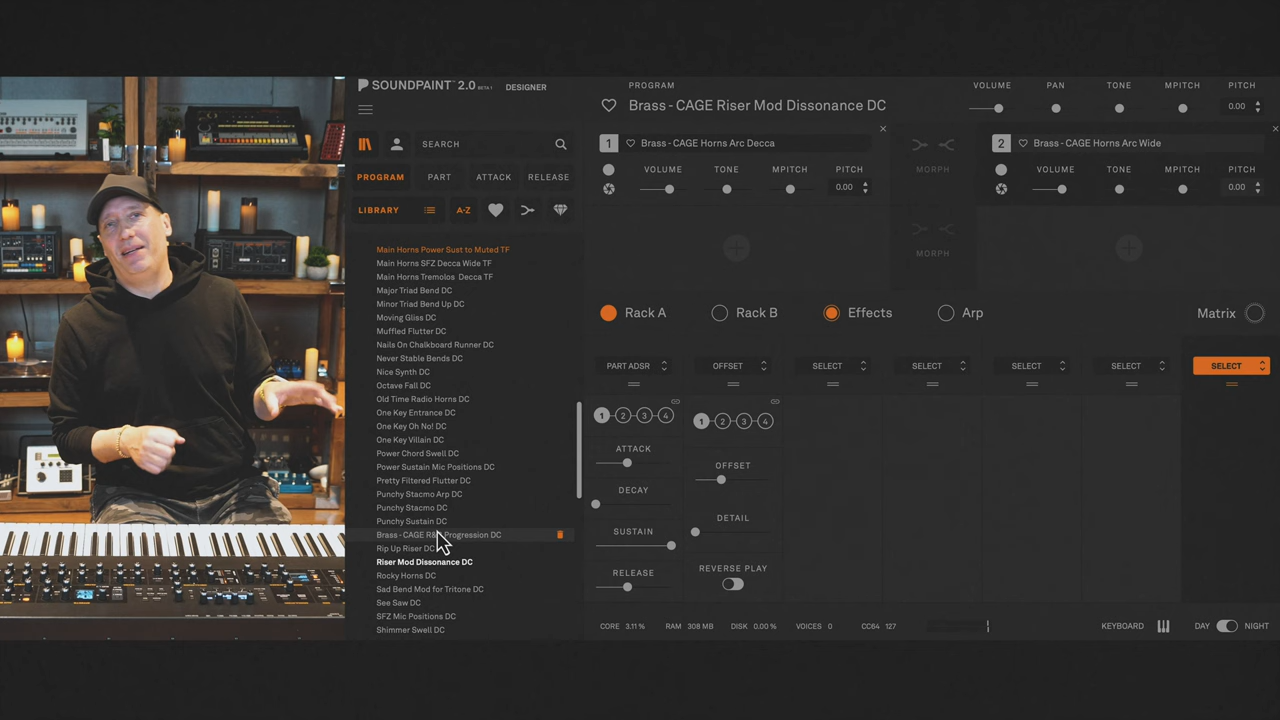 SOUNDPAINT 2.0 BETA 1 DESIGNER
PROGRAM
Brass - CAGE Riser Mod Dissonance DC
VOLUME PAN TONE MPITCH PITCH
0.00
SEARCH
PROGRAM PART ATTACK RELEASE
LIBRARY A-Z
1 Brass - CAGE Horns Arc Decca
VOLUME TONE MPITCH PITCH
0.00
MORPH
MORPH
2 Brass - CAGE Horns Arc Wide
VOLUME TONE MPITCH PITCH
0.00
Main Horns Power Sust to Muted TF
Main Horns SFZ Decca Wide TF
Main Horns Tremolos Decca TF
Major Triad Bend DC
Minor Triad Bend Up DC
Moving Gliss DC
Muffled Flutter DC
Nails On Chalkboard Runner DC
Never Stable Bends DC
Nice Synth DC
Octave Fall DC
Old Time Radio Horns DC
One Key Entrance DC
One Key Oh No! DC
One Key Villain DC
Power Chord Swell DC
Power Sustain Mic Positions DC
Pretty Filtered Flutter DC
Punchy Stacmo Arp DC
Punchy Stacmo DC
Punchy Sustain DC
Brass - CAGE Progression DC
Rip Up Riser DC
Riser Mod Dissonance DC
Rocky Horns DC
Sad Bend Mod for Tritone DC
See Saw DC
SFZ Mic Positions DC
Shimmer Swell DC
Rack A Rack B Effects Arp Matrix
PART ADSR OFFSET SELECT SELECT SELECT SELECT SELECT
1 2 3 4
ATTACK
DECAY
SUSTAIN
RELEASE
1 2 3 4
OFFSET
DETAIL
REVERSE PLAY
CORE 3.11 % RAM 308 MB DISK 0.00 % VOICES 0 CC64 127
KEYBOARD DAY NIGHT